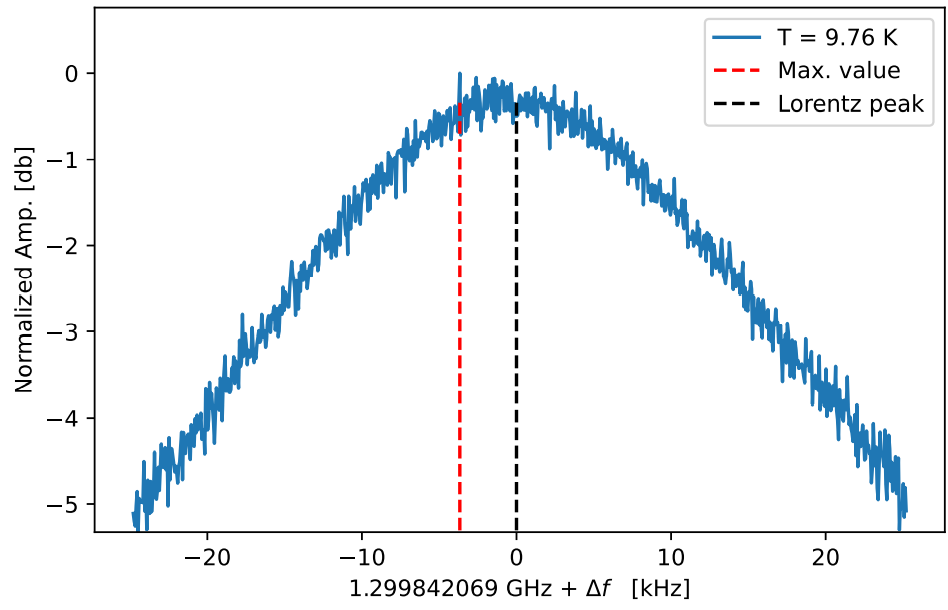 T = 9.76 K
Max. value
Lorentz peak
Normalized Amp. [db]
0
−1
−2
−3
−4
−5
−20
−10
0
10
20
1.299842069 GHz + Δf [kHz]